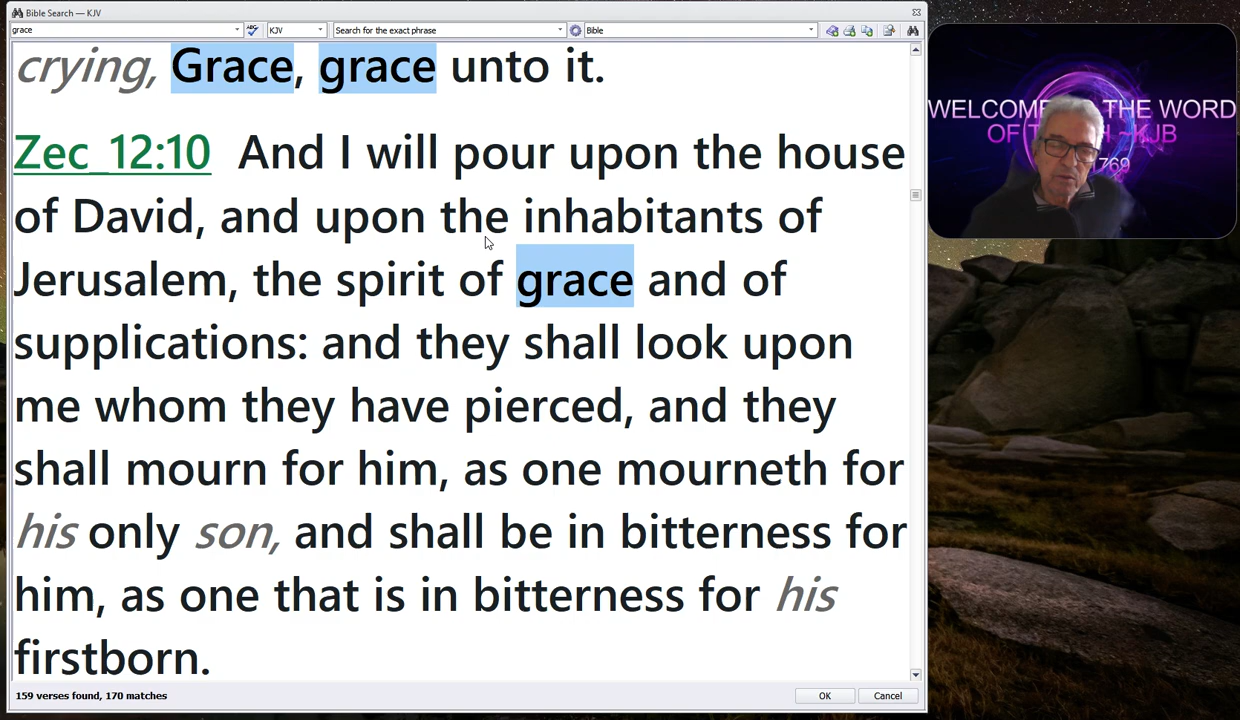 Bible Search — KJV
grace KJV Search for the exact phrase Bible
crying, Grace, grace unto it.
Zec_12:10 And I will pour upon the house
of David, and upon the inhabitants of
Jerusalem, the spirit of grace and of
supplications: and they shall look upon
me whom they have pierced, and they
shall mourn for him, as one mourneth for
his only son, and shall be in bitterness for
him, as one that is in bitterness for his
firstborn.
159 verses found, 170 matches
OK Cancel
WELCOME THE WORD
OF KJB
1769